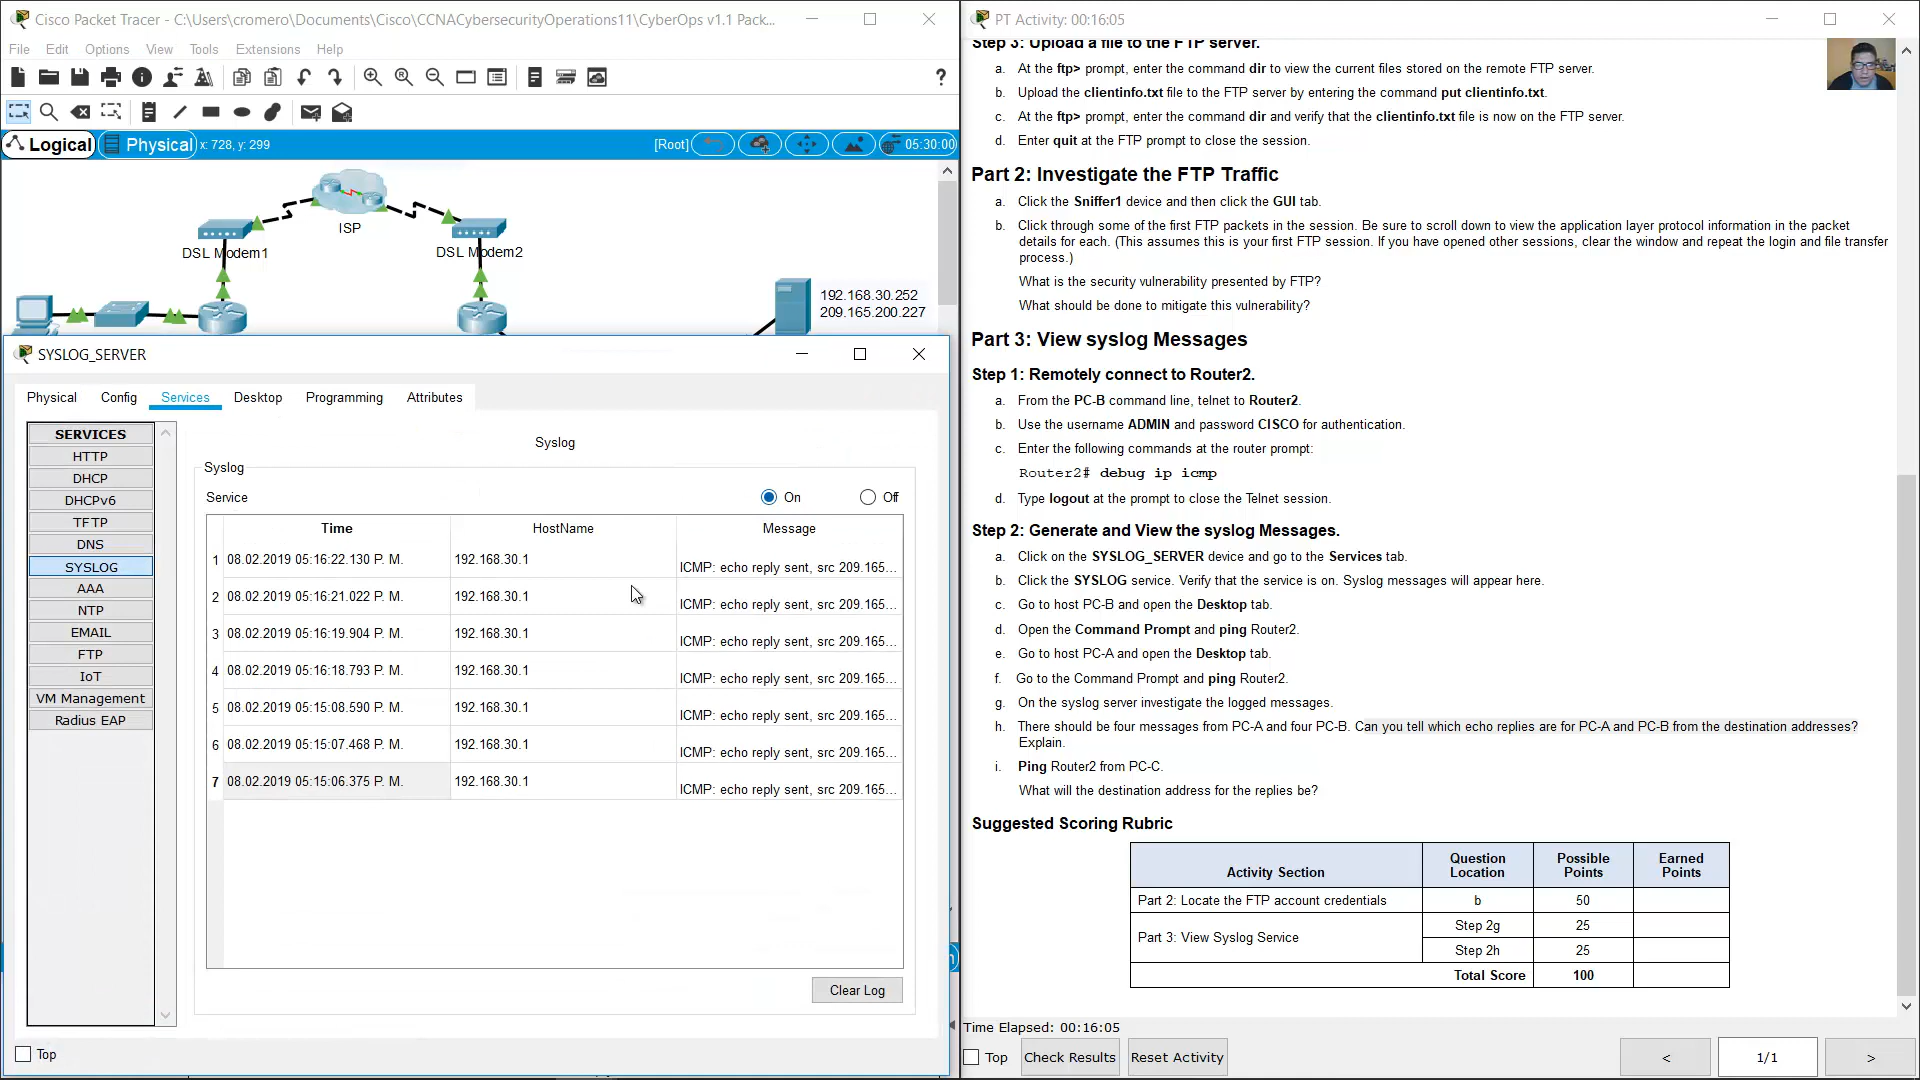 Cisco Packet Tracer - C:\Users\cromero\Documents\Cisco\CCNACybersecurityOperations11\CyberOps v1.1 Pack...
File Edit Options View Tools Extensions Help
?
Logical Physical x: 728, y: 299 [Root] 05:30:00
ISP
DSL Modem1
DSL Modem2
192.168.30.252
209.165.200.227
SYSLOG_SERVER
Physical Config Services Desktop Programming Attributes
SERVICES
HTTP
DHCP
DHCPv6
TFTP
DNS
SYSLOG
AAA
NTP
EMAIL
FTP
IoT
VM Management
Radius EAP
Syslog
Syslog
Service On Off
Time HostName Message
1 08.02.2019 05:16:22.130 P. M. 192.168.30.1 ICMP: echo reply sent, src 209.165...
2 08.02.2019 05:16:21.022 P. M. 192.168.30.1 ICMP: echo reply sent, src 209.165...
3 08.02.2019 05:16:19.904 P. M. 192.168.30.1 ICMP: echo reply sent, src 209.165...
4 08.02.2019 05:16:18.793 P. M. 192.168.30.1 ICMP: echo reply sent, src 209.165...
5 08.02.2019 05:15:08.590 P. M. 192.168.30.1 ICMP: echo reply sent, src 209.165...
6 08.02.2019 05:15:07.468 P. M. 192.168.30.1 ICMP: echo reply sent, src 209.165...
7 08.02.2019 05:15:06.375 P. M. 192.168.30.1 ICMP: echo reply sent, src 209.165...
Clear Log
Top
PT Activity: 00:16:05
Step 3: Upload a file to the FTP server.
a. At the ftp> prompt, enter the command dir to view the current files stored on the remote FTP server.
b. Upload the clientinfo.txt file to the FTP server by entering the command put clientinfo.txt.
c. At the ftp> prompt, enter the command dir and verify that the clientinfo.txt file is now on the FTP server.
d. Enter quit at the FTP prompt to close the session.
Part 2: Investigate the FTP Traffic
a. Click the Sniffer1 device and then click the GUI tab.
b. Click through some of the first FTP packets in the session. Be sure to scroll down to view the application layer protocol information in the packet
details for each. (This assumes this is your first FTP session. If you have opened other sessions, clear the window and repeat the login and file transfer
process.)
What is the security vulnerability presented by FTP?
What should be done to mitigate this vulnerability?
Part 3: View syslog Messages
Step 1: Remotely connect to Router2.
a. From the PC-B command line, telnet to Router2.
b. Use the username ADMIN and password CISCO for authentication.
c. Enter the following commands at the router prompt:
Router2# debug ip icmp
d. Type logout at the prompt to close the Telnet session.
Step 2: Generate and View the syslog Messages.
a. Click on the SYSLOG_SERVER device and go to the Services tab.
b. Click the SYSLOG service. Verify that the service is on. Syslog messages will appear here.
c. Go to host PC-B and open the Desktop tab.
d. Open the Command Prompt and ping Router2.
e. Go to host PC-A and open the Desktop tab.
f. Go to the Command Prompt and ping Router2.
g. On the syslog server investigate the logged messages.
h. There should be four messages from PC-A and four PC-B. Can you tell which echo replies are for PC-A and PC-B from the destination addresses?
Explain.
i. Ping Router2 from PC-C.
What will the destination address for the replies be?
Suggested Scoring Rubric
Activity Section Question Location Possible Points Earned Points
Part 2: Locate the FTP account credentials b 50
Part 3: View Syslog Service Step 2g 25
Step 2h 25
Total Score 100
Time Elapsed: 00:16:05
Top Check Results Reset Activity < 1/1 >